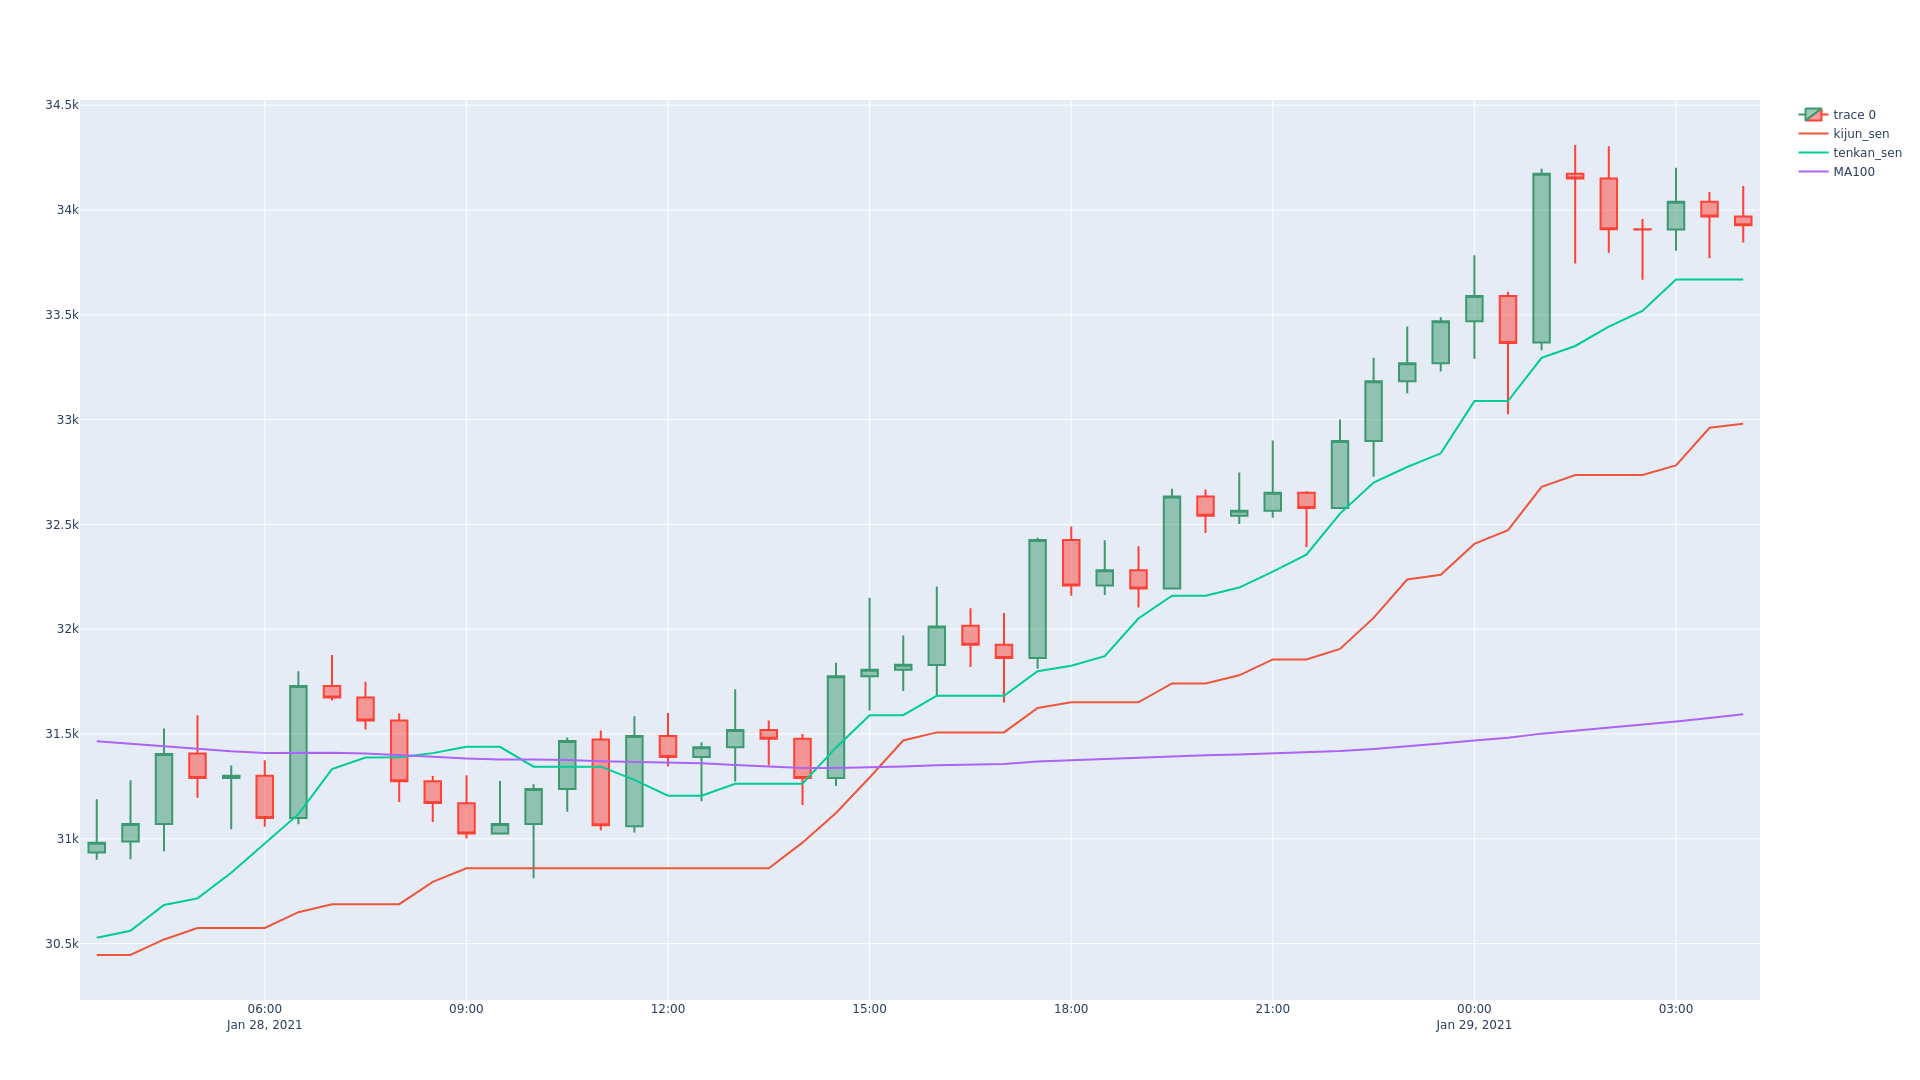 34.5k
34k
33.5k
33k
32.5k
32k
31.5k
31k
30.5k
06:00
Jan 28, 2021
09:00
12:00
15:00
18:00
21:00
00:00
Jan 29, 2021
03:00
trace 0
kijun_sen
tenkan_sen
MA100